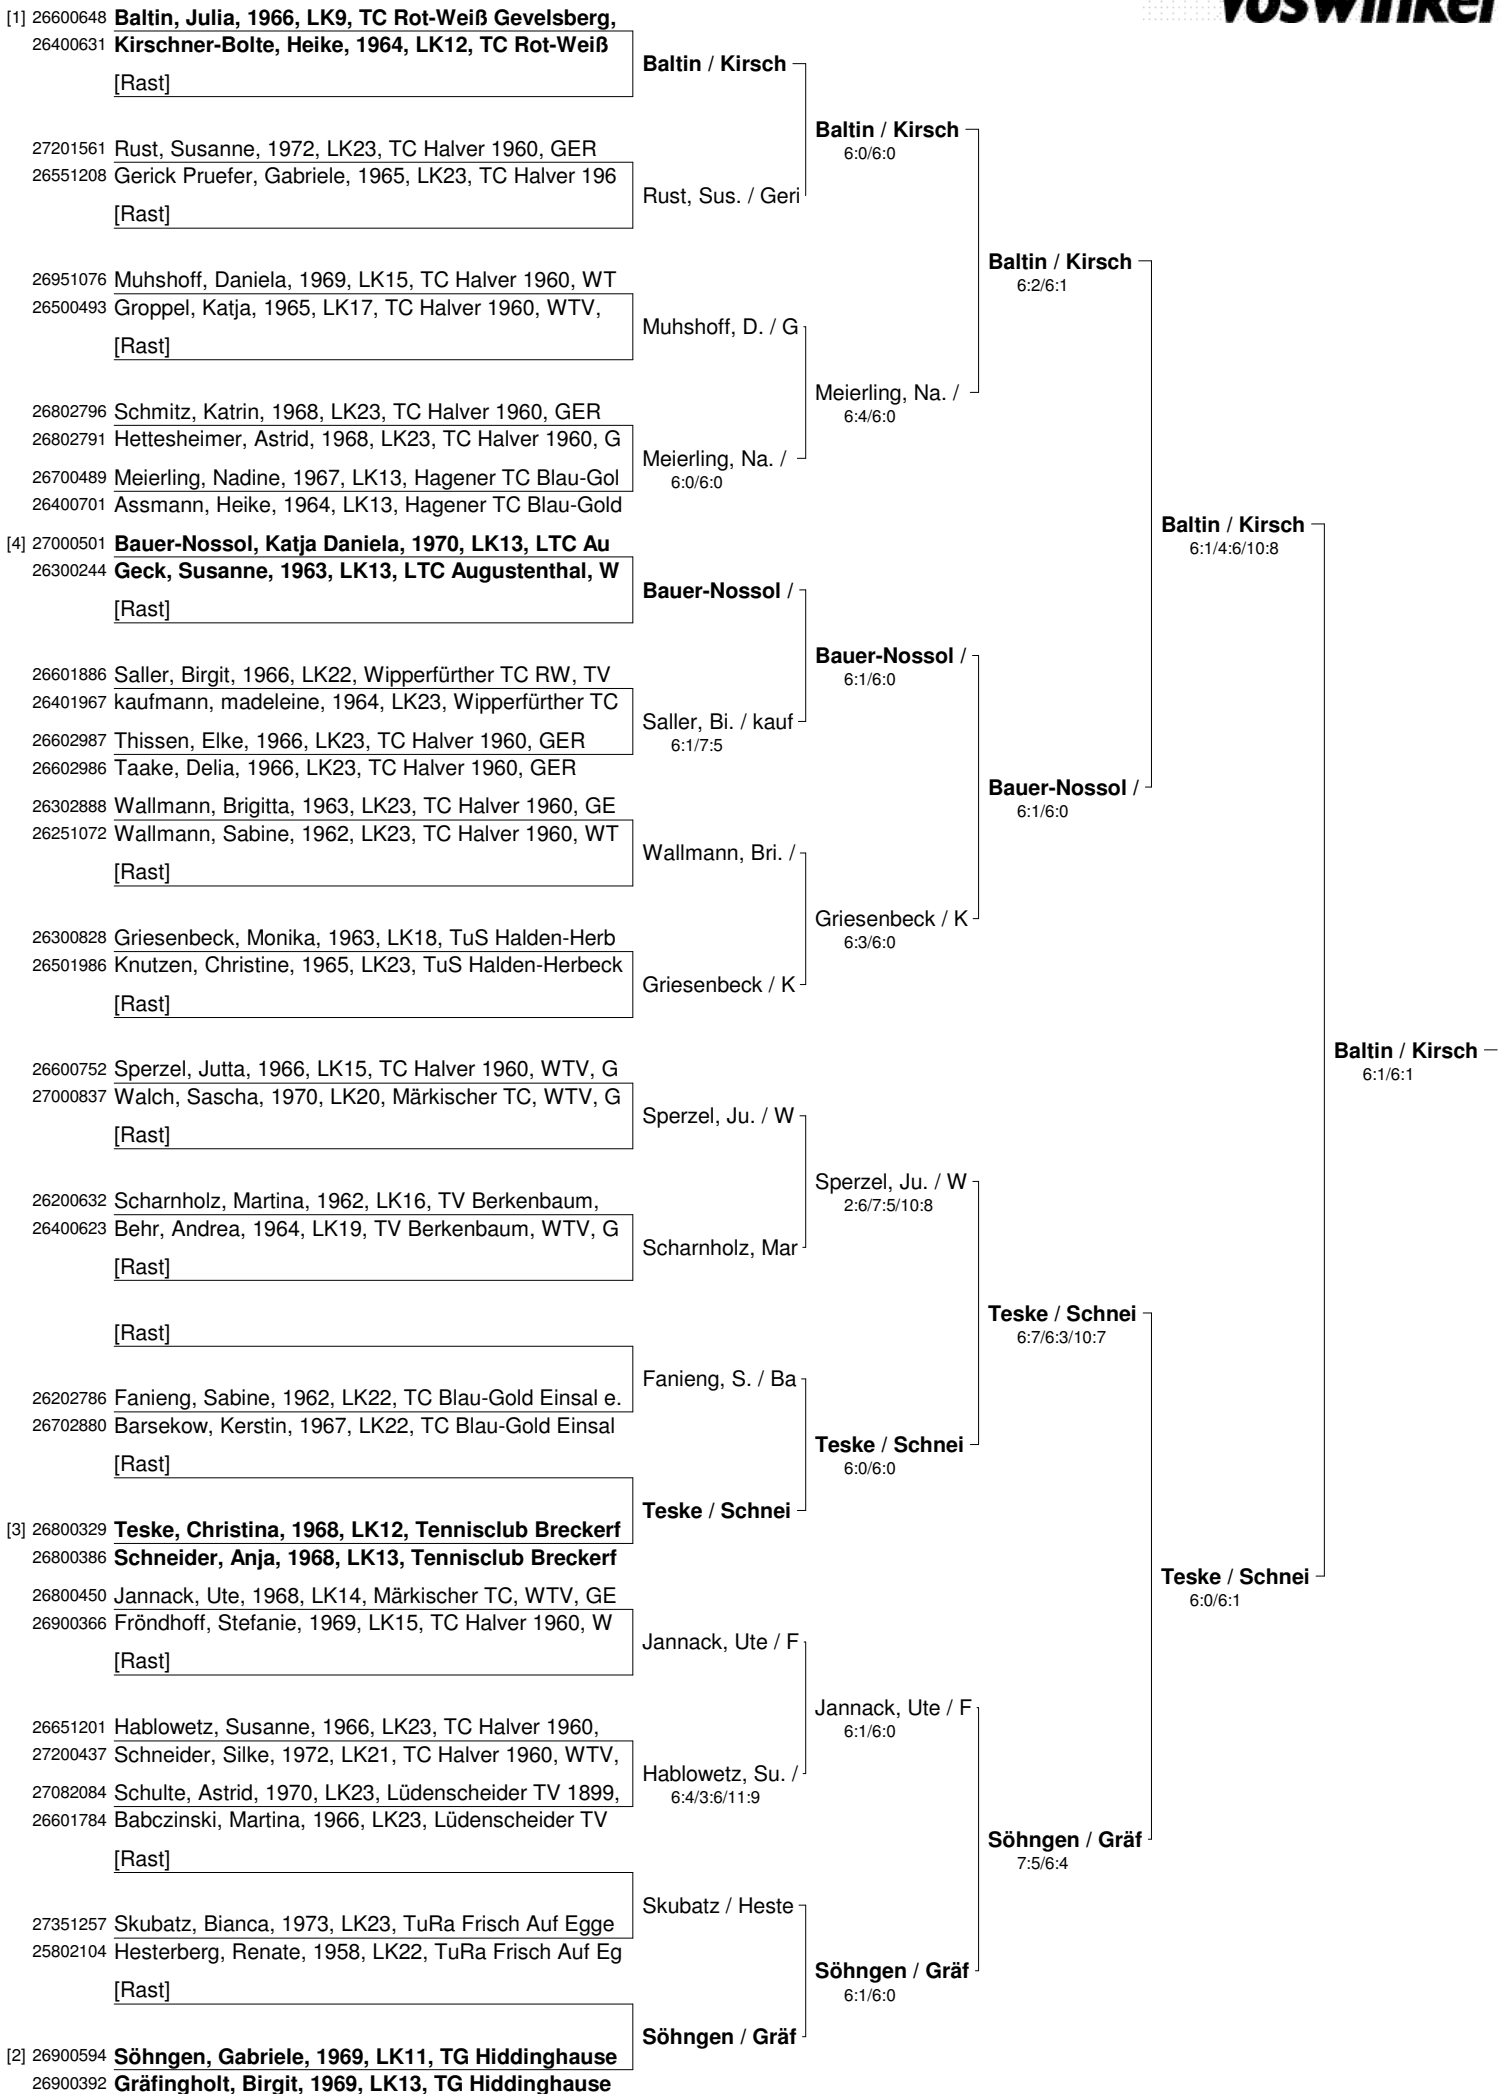 voswinkel
[1] 26600648 Baltin, Julia, 1966, LK9, TC Rot-Weiß Gevelsberg,
26400631 Kirschner-Bolte, Heike, 1964, LK12, TC Rot-Weiß
Baltin / Kirsch
[Rast]
Baltin / Kirsch
6:0/6:0
27201561 Rust, Susanne, 1972, LK23, TC Halver 1960, GER
26551208 Gerick Pruefer, Gabriele, 1965, LK23, TC Halver 196
Rust, Sus. / Geri
[Rast]
Baltin / Kirsch
6:2/6:1
26951076 Muhshoff, Daniela, 1969, LK15, TC Halver 1960, WT
26500493 Groppel, Katja, 1965, LK17, TC Halver 1960, WTV,
Muhshoff, D. / G
[Rast]
Meierling, Na. /
6:4/6:0
26802796 Schmitz, Katrin, 1968, LK23, TC Halver 1960, GER
26802791 Hettesheimer, Astrid, 1968, LK23, TC Halver 1960, G
Meierling, Na. /
6:0/6:0
26700489 Meierling, Nadine, 1967, LK13, Hagener TC Blau-Gol
26400701 Assmann, Heike, 1964, LK13, Hagener TC Blau-Gold
Baltin / Kirsch
6:1/4:6/10:8
[4] 27000501 Bauer-Nossol, Katja Daniela, 1970, LK13, LTC Au
26300244 Geck, Susanne, 1963, LK13, LTC Augustenthal, W
Bauer-Nossol /
[Rast]
Bauer-Nossol /
6:1/6:0
26601886 Saller, Birgit, 1966, LK22, Wipperfürther TC RW, TV
26401967 kaufmann, madeleine, 1964, LK23, Wipperfürther TC
Saller, Bi. / kauf
6:1/7:5
26602987 Thissen, Elke, 1966, LK23, TC Halver 1960, GER
26602986 Taake, Delia, 1966, LK23, TC Halver 1960, GER
Bauer-Nossol /
6:1/6:0
26302888 Wallmann, Brigitta, 1963, LK23, TC Halver 1960, GE
26251072 Wallmann, Sabine, 1962, LK23, TC Halver 1960, WT
Wallmann, Bri. /
[Rast]
Griesenbeck / K
6:3/6:0
26300828 Griesenbeck, Monika, 1963, LK18, TuS Halden-Herb
26501986 Knutzen, Christine, 1965, LK23, TuS Halden-Herbeck
Griesenbeck / K
[Rast]
Baltin / Kirsch
6:1/6:1
26600752 Sperzel, Jutta, 1966, LK15, TC Halver 1960, WTV, G
27000837 Walch, Sascha, 1970, LK20, Märkischer TC, WTV, G
Sperzel, Ju. / W
[Rast]
Sperzel, Ju. / W
2:6/7:5/10:8
26200632 Scharnholz, Martina, 1962, LK16, TV Berkenbaum,
26400623 Behr, Andrea, 1964, LK19, TV Berkenbaum, WTV, G
Scharnholz, Mar
[Rast]
Teske / Schnei
6:7/6:3/10:7
[Rast]
Fanieng, S. / Ba
26202786 Fanieng, Sabine, 1962, LK22, TC Blau-Gold Einsal e.
26702880 Barsekow, Kerstin, 1967, LK22, TC Blau-Gold Einsal
Teske / Schnei
6:0/6:0
[Rast]
Teske / Schnei
[3] 26800329 Teske, Christina, 1968, LK12, Tennisclub Breckerf
26800386 Schneider, Anja, 1968, LK13, Tennisclub Breckerf
Teske / Schnei
6:0/6:1
26800450 Jannack, Ute, 1968, LK14, Märkischer TC, WTV, GE
26900366 Fröndhoff, Stefanie, 1969, LK15, TC Halver 1960, W
Jannack, Ute / F
[Rast]
Jannack, Ute / F
6:1/6:0
26651201 Hablowetz, Susanne, 1966, LK23, TC Halver 1960,
27200437 Schneider, Silke, 1972, LK21, TC Halver 1960, WTV,
Hablowetz, Su. /
6:4/3:6/11:9
27082084 Schulte, Astrid, 1970, LK23, Lüdenscheider TV 1899,
26601784 Babczinski, Martina, 1966, LK23, Lüdenscheider TV
Söhngen / Gräf
7:5/6:4
[Rast]
Skubatz / Heste
27351257 Skubatz, Bianca, 1973, LK23, TuRa Frisch Auf Egge
25802104 Hesterberg, Renate, 1958, LK22, TuRa Frisch Auf Eg
Söhngen / Gräf
6:1/6:0
[Rast]
Söhngen / Gräf
[2] 26900594 Söhngen, Gabriele, 1969, LK11, TG Hiddinghause
26900392 Gräfingholt, Birgit, 1969, LK13, TG Hiddinghause